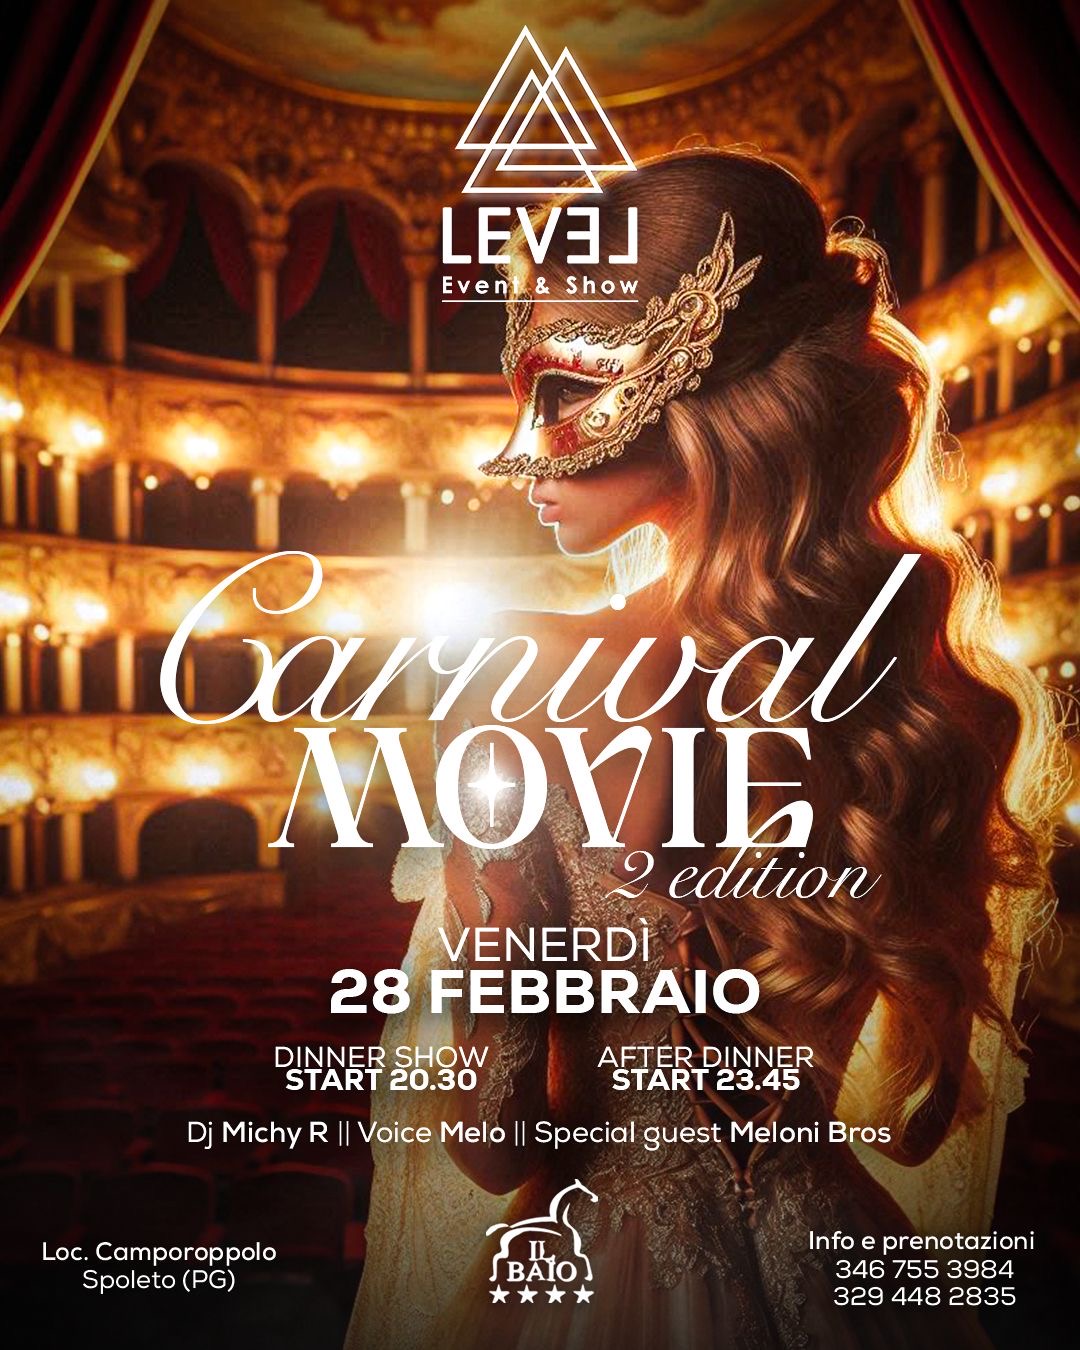 LEVEL
Event & Show
Carnival
MOVIE
2 edition
VENERDÌ
28 FEBBRAIO
DINNER SHOW
START 20.30
AFTER DINNER
START 23.45
Dj Michy R || Voice Melo || Special guest Meloni Bros
Loc. Camporoppolo
Spoleto (PG)
IL
BAIO
Info e prenotazioni
346 755 3984
329 448 2835